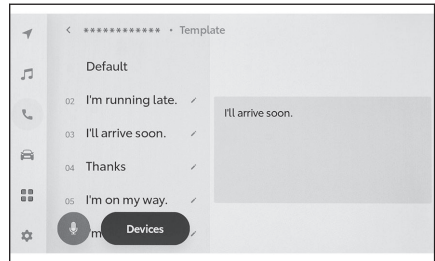 < ************ • Template
Default
02 I'm running late.
03 I'll arrive soon.
04 Thanks
05 I'm on my way.
Devices
I'll arrive soon.